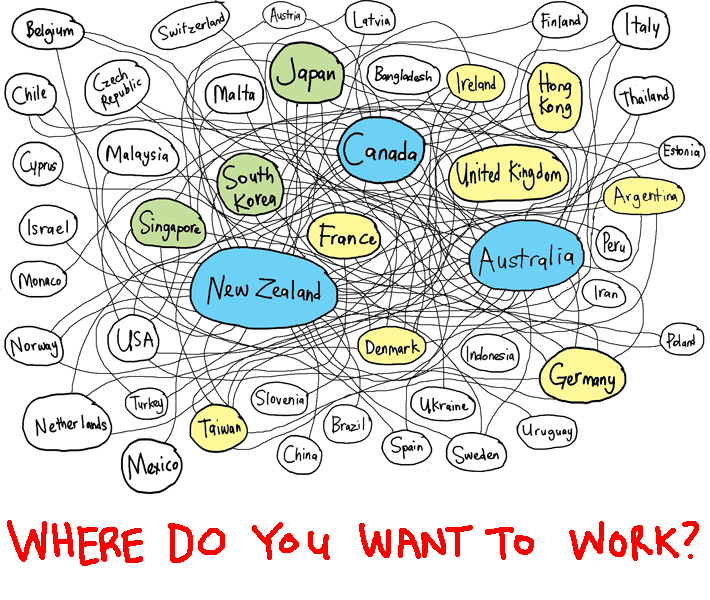 Belgium
Switzerland
Austria
Latvia
Finland
Italy
Chile
Czech
Republic
Malta
Japan
Bangladesh
Ireland
Hong
Kong
Thailand
Cyprus
Malaysia
South
Korea
Canada
United Kingdom
Estonia
Argentina
Israel
Singapore
France
Australia
Peru
Monaco
New Zealand
Iran
Norway
USA
Denmark
Indonesia
Poland
Germany
Netherlands
Turkey
Taiwan
Slovenia
Brazil
Ukraine
Uruguay
Mexico
China
Spain
Sweden
WHERE DO YOU WANT TO WORK?